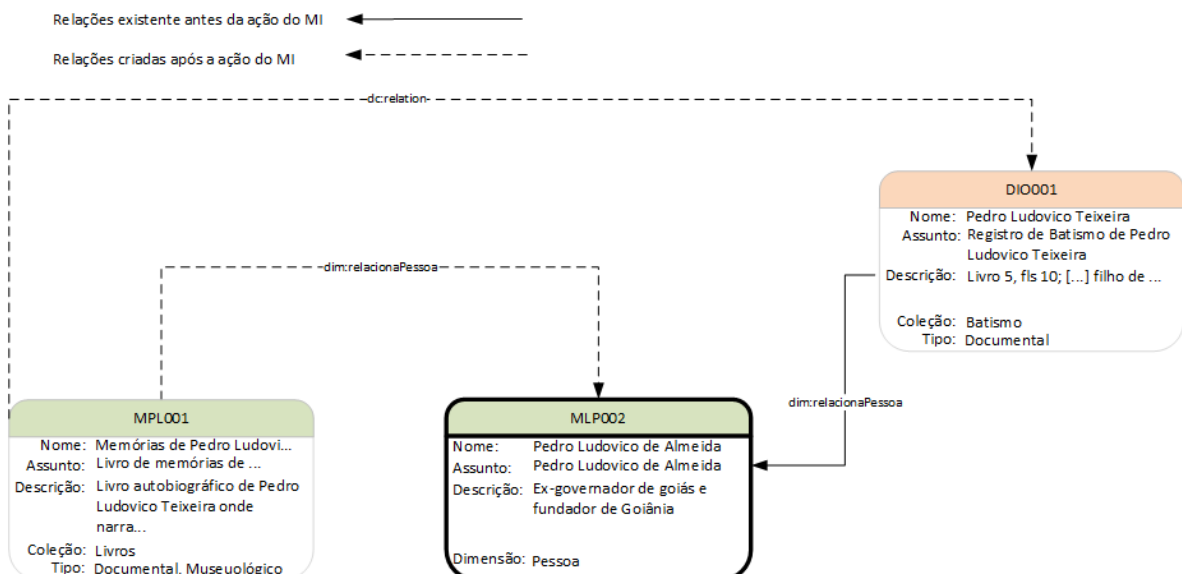 Relações existente antes da ação do MI
Relações criadas após a ação do MI
dc:relation
DIO001
Nome: Pedro Ludovico Teixeira
Assunto: Registro de Batismo de Pedro
Ludovico Teixeira
Descrição: Livro 5, fls 10; [...] filho de ...
Coleção: Batismo
Tipo: Documental
dim:relacionaPessoa
dim:relacionaPessoa
MPL001
Nome: Memórias de Pedro Ludovi...
Assunto: Livro de memórias de ...
Descrição: Livro autobiográfico de Pedro
Ludovico Teixeira onde
narra...
Coleção: Livros
Tipo: Documental, Museuológico
MLP002
Nome: Pedro Ludovico de Almeida
Assunto: Pedro Ludovico de Almeida
Descrição: Ex-governador de goiás e
fundador de Goiânia
Dimensão: Pessoa